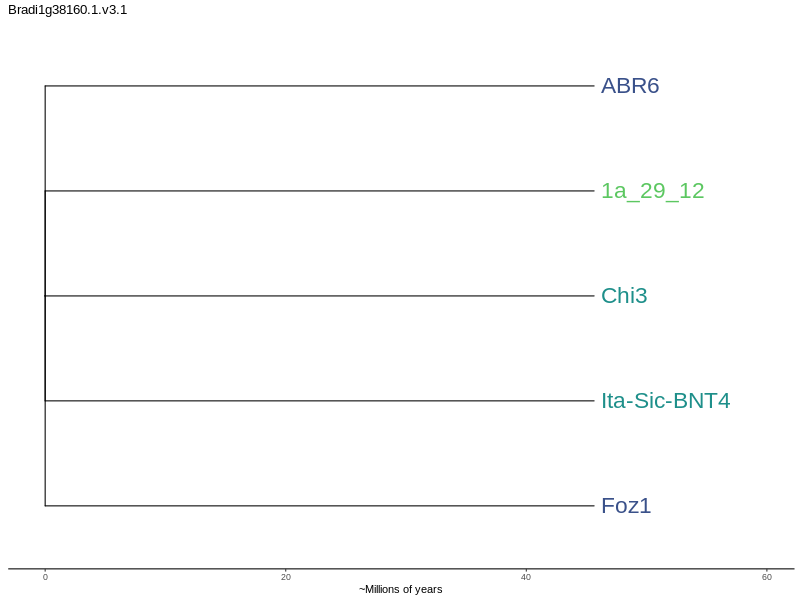 Bradi1g38160.1.v3.1
ABR6
1a_29_12
Chi3
Ita-Sic-BNT4
Foz1
0 20 40 60
~Millions of years